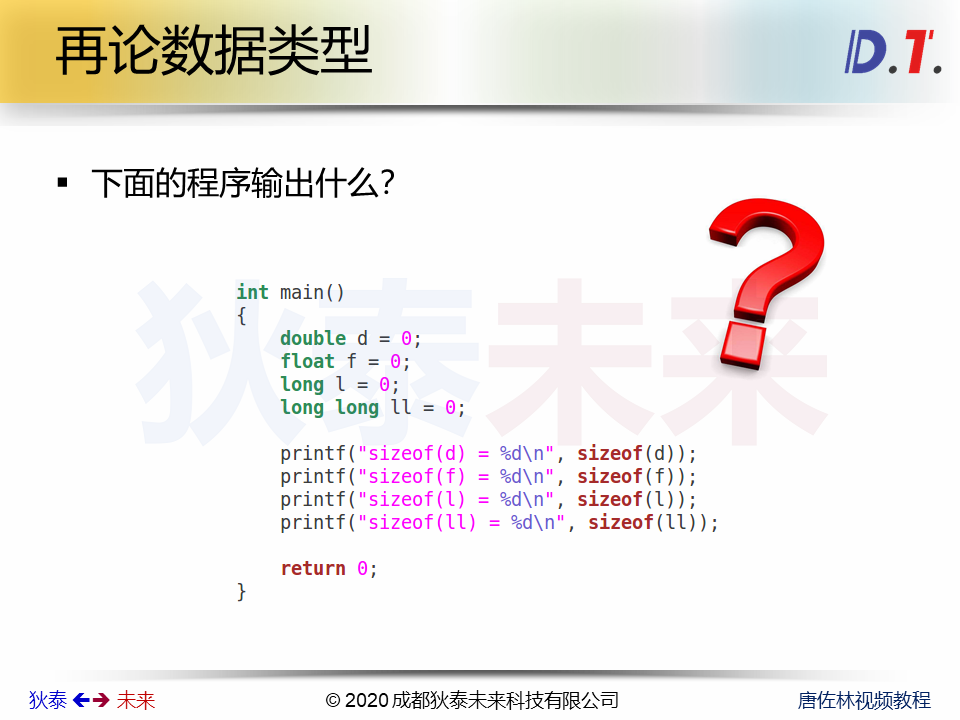 再论数据类型
D.T.
▪ 下面的程序输出什么？
int main()
{
    double d = 0;
    float f = 0;
    long l = 0;
    long long ll = 0;

    printf("sizeof(d) = %d\n", sizeof(d));
    printf("sizeof(f) = %d\n", sizeof(f));
    printf("sizeof(l) = %d\n", sizeof(l));
    printf("sizeof(ll) = %d\n", sizeof(ll));

    return 0;
}
狄泰未来
狄泰 未来
© 2020 成都狄泰未来科技有限公司
唐佐林视频教程